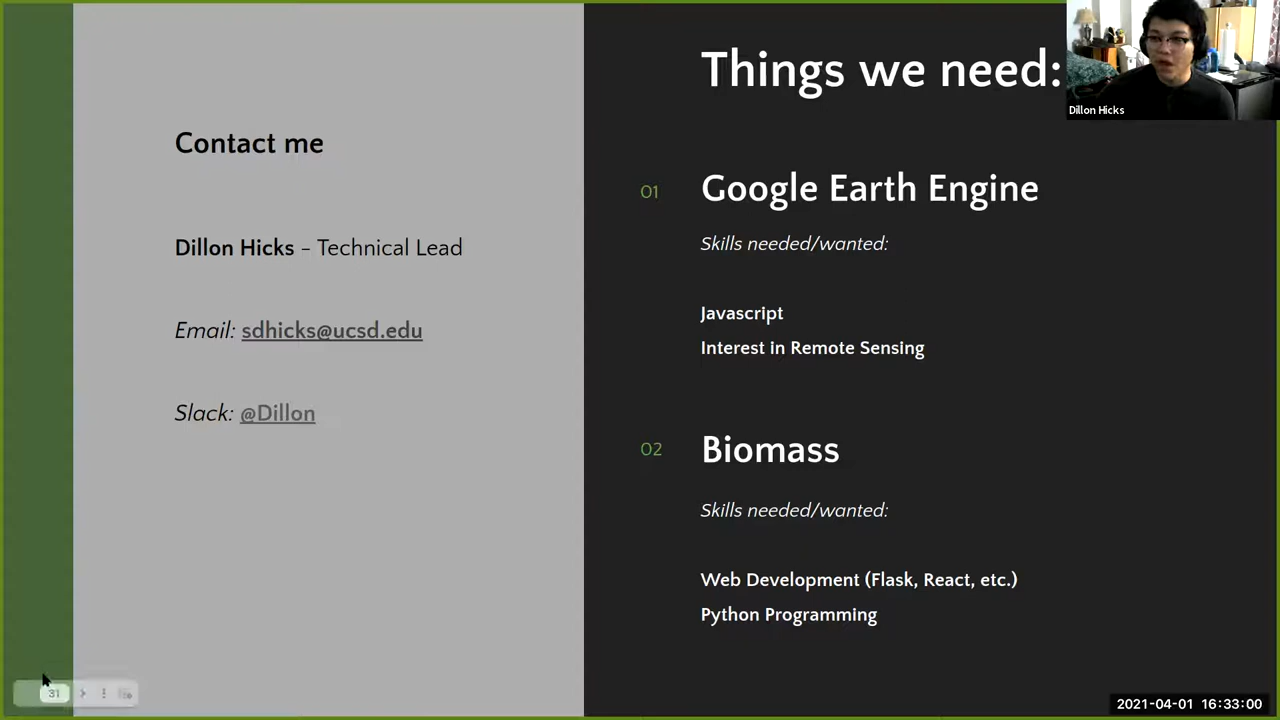 Contact me
Dillon Hicks – Technical Lead
Email: sdhicks@ucsd.edu
Slack: @Dillon
Things we need:
01
Google Earth Engine
Skills needed/wanted:
Javascript
Interest in Remote Sensing
02
Biomass
Skills needed/wanted:
Web Development (Flask, React, etc.)
Python Programming
Dillon Hicks
31
2021-04-01 16:33:00